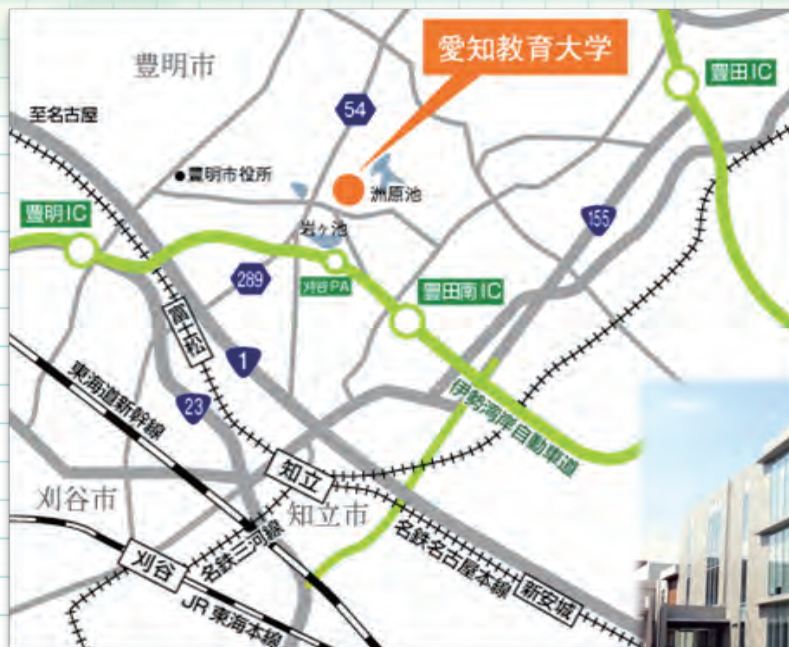 愛知教育大学
豊明市
豊田IC
至名古屋
54
豊明市役所
洲原池
豊明IC
岩ヶ池
155
289
刈谷PA
豊田南IC
富士松
1
東海道新幹線
23
伊勢湾岸自動車道
知立
刈谷市
知立市
名鉄三河線
名鉄名古屋本線
刈谷
新安城
JR東海本線